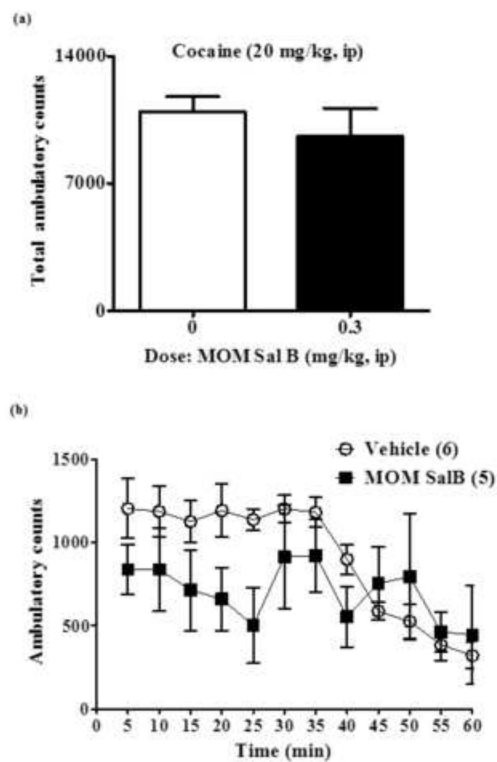 (a)
Cocaine (20 mg/kg, ip)
14000
7000
0
Total ambulatory counts
0 0.3
Dose: MOM Sal B (mg/kg, ip)
(b)
Vehicle (6)
MOM SalB (5)
1500
1000
500
0
Ambulatory counts
0 5 10 15 20 25 30 35 40 45 50 55 60
Time (min)